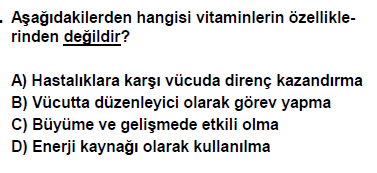 . Aşağıdakilerden hangisi vitaminlerin özellikle-
rinden değildir?
A) Hastalıklara karşı vücuda direnç kazandırma
B) Vücutta düzenleyici olarak görev yapma
C) Büyüme ve gelişmede etkili olma
D) Enerji kaynağı olarak kullanılma